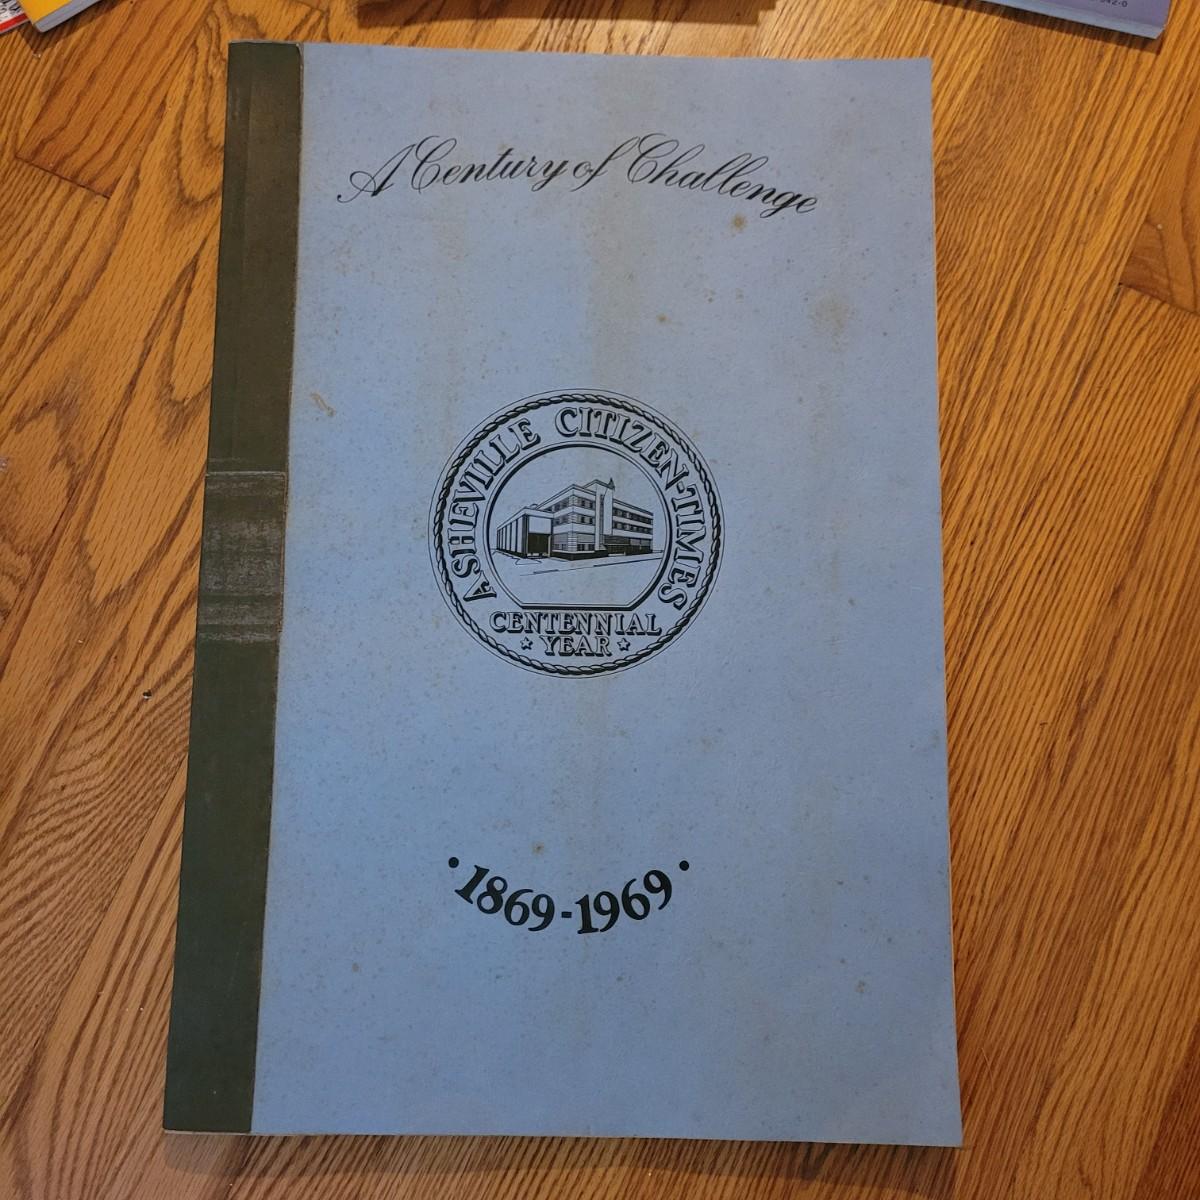 A Century of Challenge
ASHEVILLE CITIZEN-TIMES
CENTENNIAL
YEAR
• 1869-1969 •